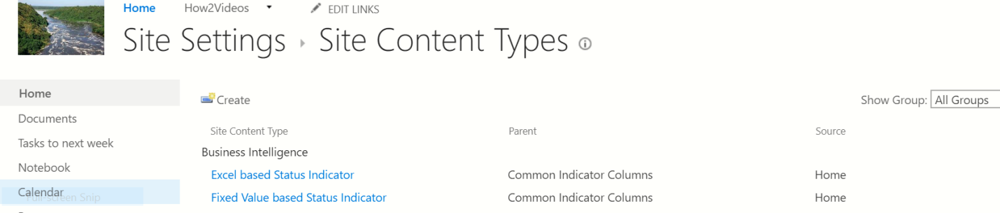 Home How2Videos EDIT LINKS
Site Settings Site Content Types
Home
Documents
Tasks to next week
Notebook
Calendar
Full-screen Snip
Create
Show Group: All Groups
Site Content Type Parent Source
Business Intelligence
Excel based Status Indicator Common Indicator Columns Home
Fixed Value based Status Indicator Common Indicator Columns Home